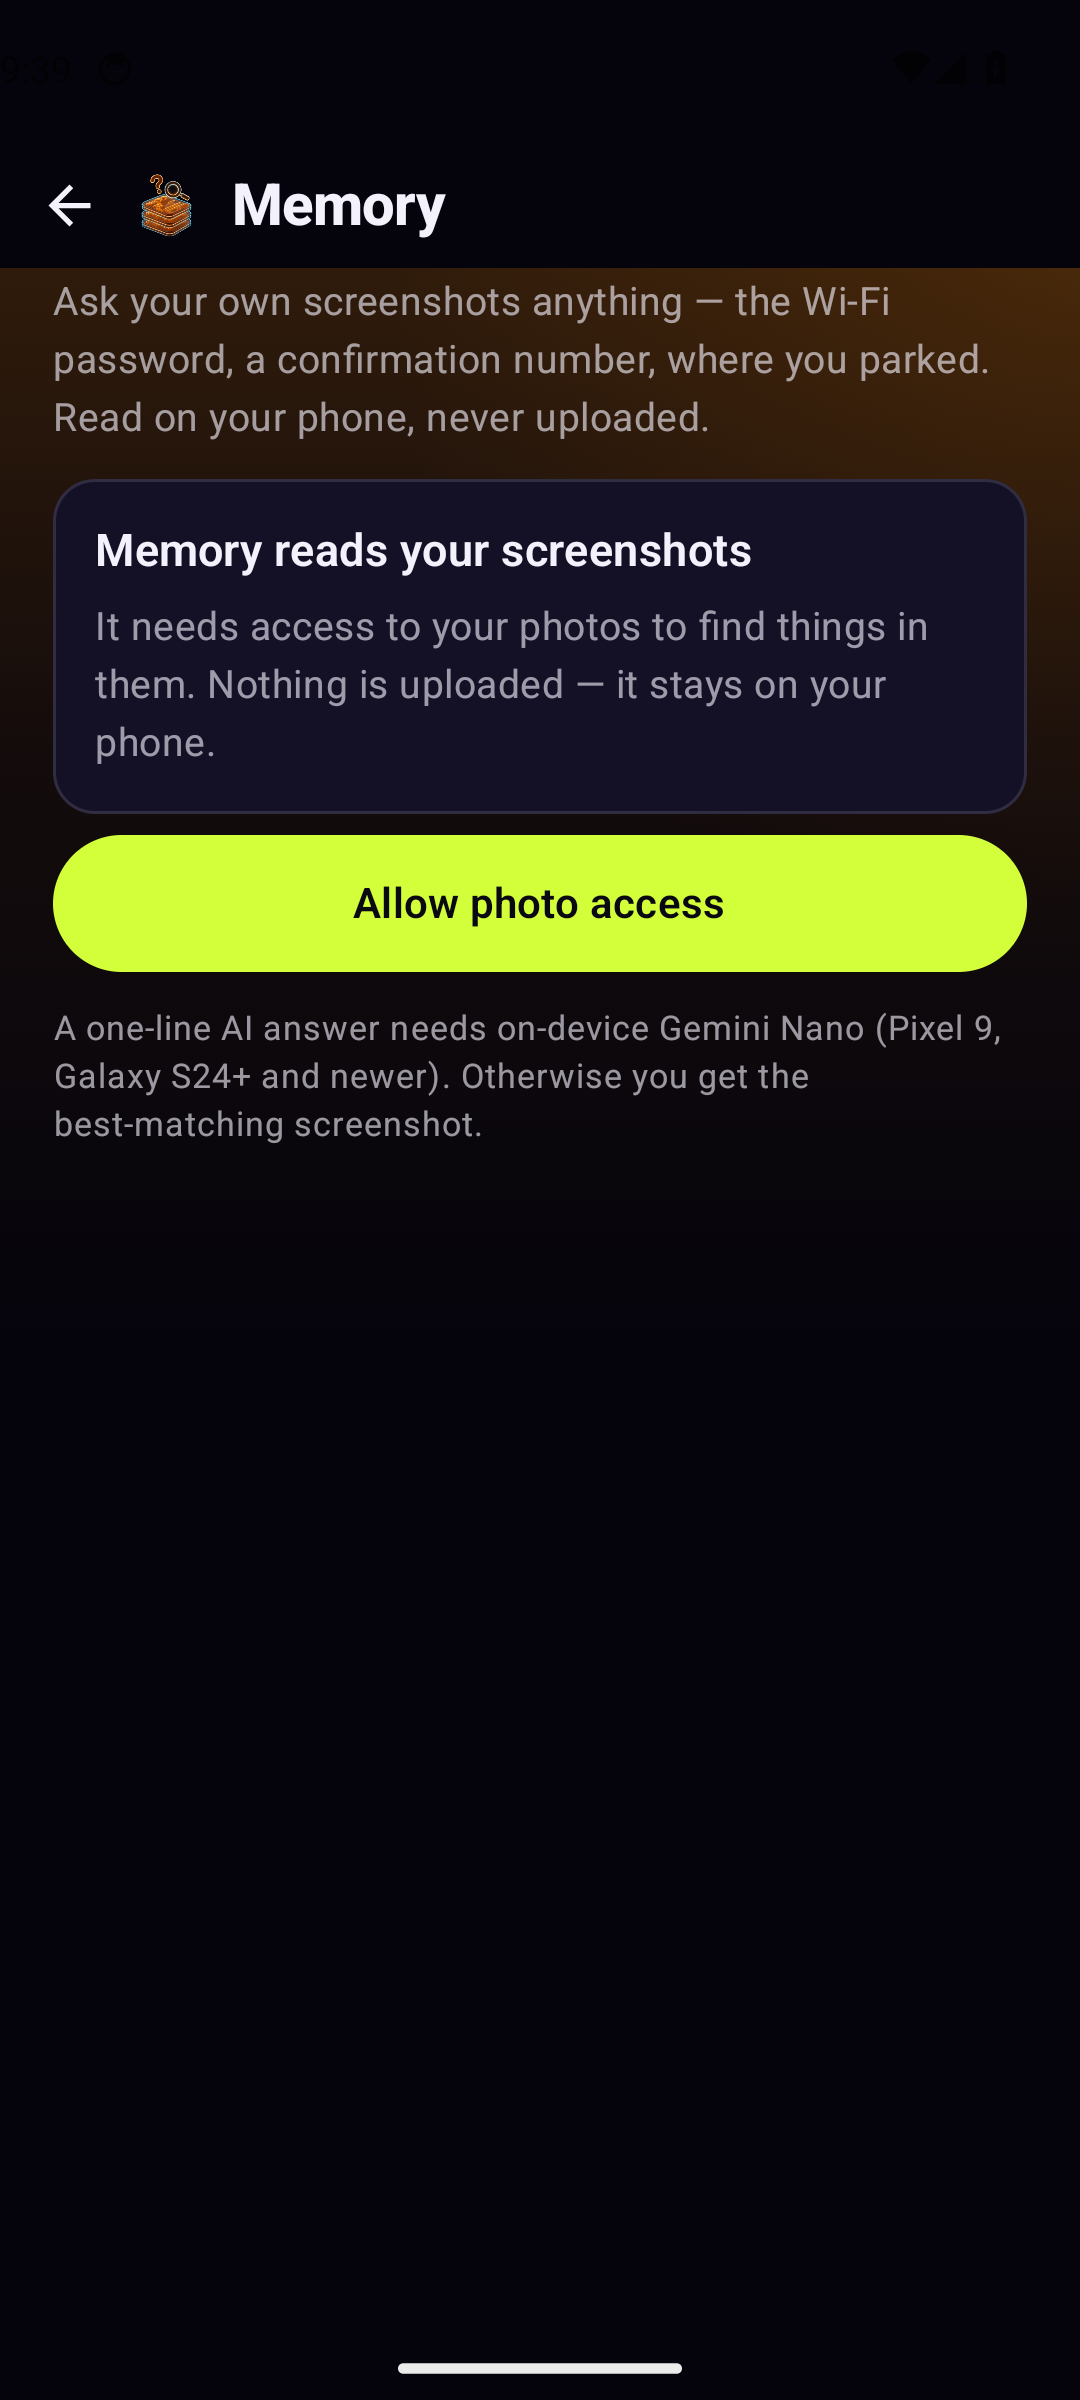 9:39
Memory
Ask your own screenshots anything — the Wi-Fi
password, a confirmation number, where you parked.
Read on your phone, never uploaded.
Memory reads your screenshots
It needs access to your photos to find things in
them. Nothing is uploaded — it stays on your
phone.
Allow photo access
A one-line AI answer needs on-device Gemini Nano (Pixel 9,
Galaxy S24+ and newer). Otherwise you get the
best-matching screenshot.